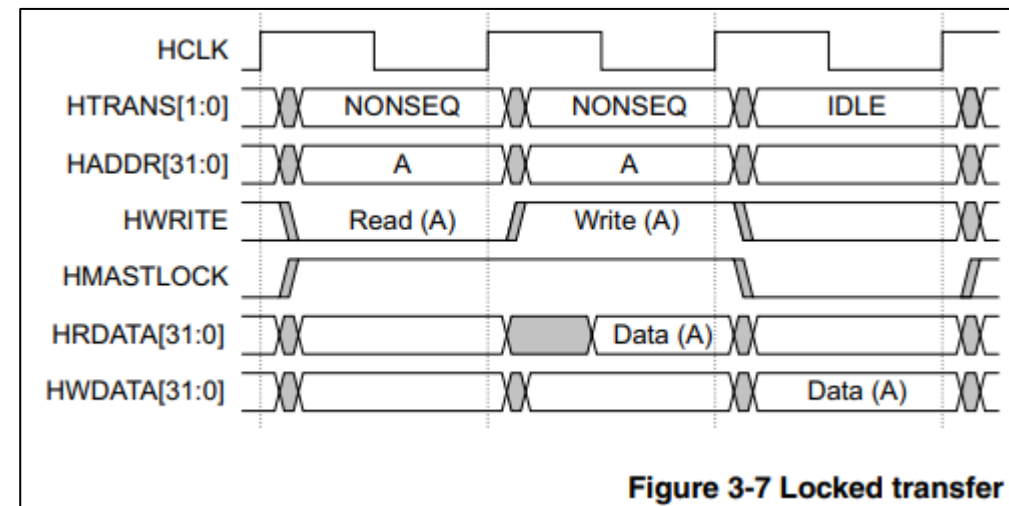 HCLK
HTRANS[1:0] NONSEQ NONSEQ IDLE
HADDR[31:0] A A
HWRITE Read (A) Write (A)
HMASTLOCK
HRDATA[31:0] Data (A)
HWDATA[31:0] Data (A)
Figure 3-7 Locked transfer